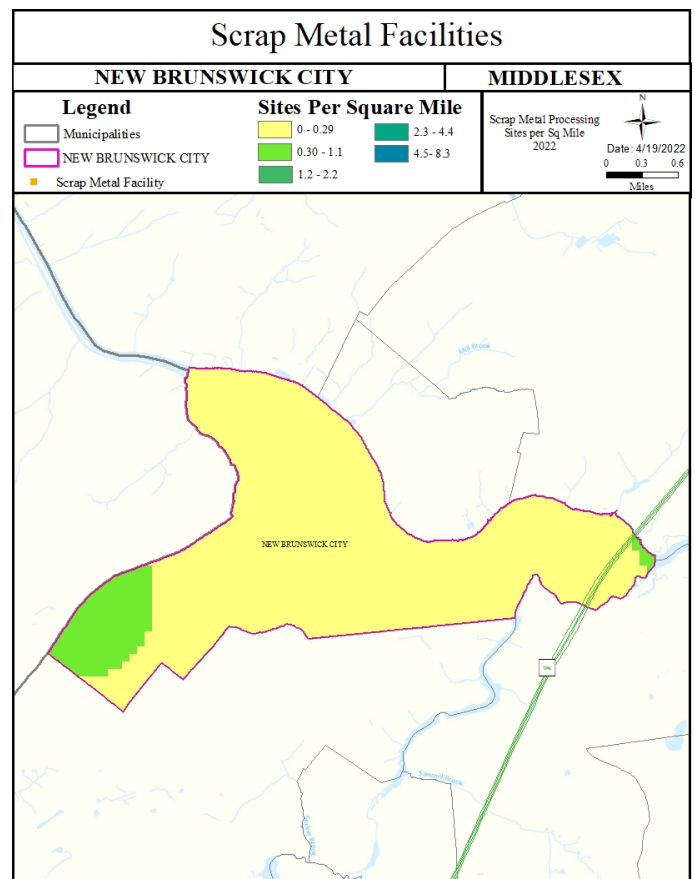 Scrap Metal Facilities
NEW BRUNSWICK CITY
MIDDLESEX
Legend
Municipalities
NEW BRUNSWICK CITY
Scrap Metal Facility
Sites Per Square Mile
0 - 0.29
0.30 - 1.1
1.2 - 2.2
2.3 - 4.4
4.5- 8.3
Scrap Metal Processing
Sites per Sq Mile
2022
N
Date: 4/19/2022
0 0.3 0.6
Miles
Mill Brook
NEW BRUNSWICK CITY